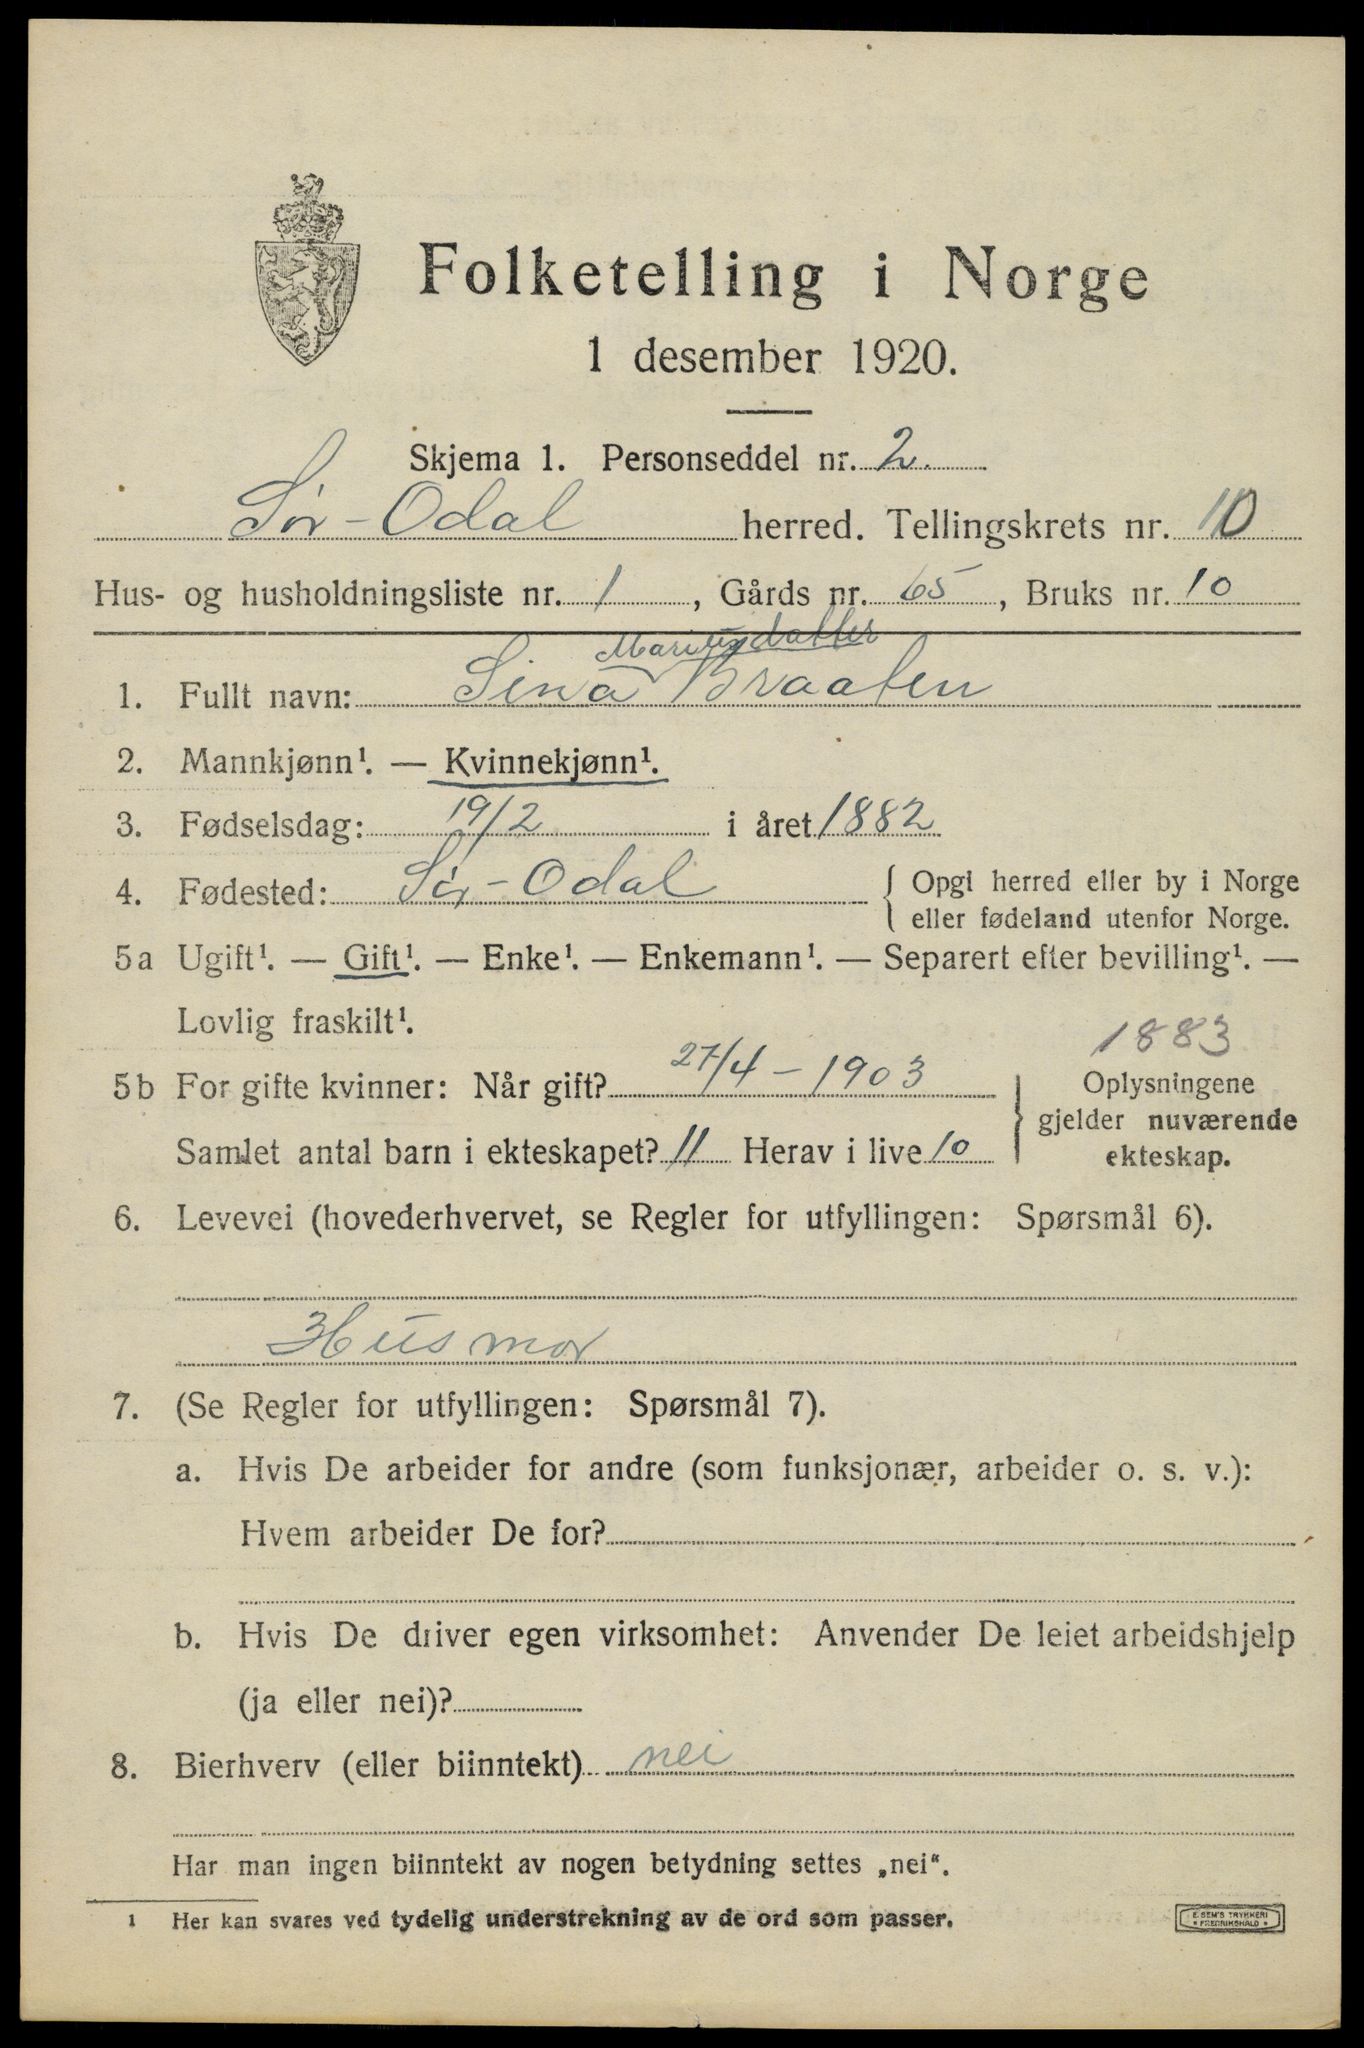 Folketelling i Norge
1 desember 1920.
Skjema 1. Personseddel nr. 2.
Sør-Odal herred. Tellingskrets nr. 10
Hus- og husholdningsliste nr. 1, Gårds nr. 65, Bruks nr. 10
Mariusdatter
1. Fullt navn: Sina Braaten
2. Mannkjønn¹. — Kvinnekjønn¹.
3. Fødselsdag: 19/2 i året 1882
4. Fødested: Sør-Odal { Opgi herred eller by i Norge
eller fødeland utenfor Norge.
5a Ugift¹. — Gift¹. — Enke¹. — Enkemann¹. — Separert efter bevilling¹. —
Lovlig fraskilt¹.
1883
5b For gifte kvinner: Når gift? 27/4 - 1903
Samlet antal barn i ekteskapet? 11 Herav i live 10
} Oplysningene
gjelder nuværende
ekteskap.
6. Levevei (hovederhvervet, se Regler for utfyllingen: Spørsmål 6).
Husmor
7. (Se Regler for utfyllingen: Spørsmål 7).
a. Hvis De arbeider for andre (som funksjonær, arbeider o. s. v.):
Hvem arbeider De for?
b. Hvis De driver egen virksomhet: Anvender De leiet arbeidshjelp
(ja eller nei)?
8. Bierhverv (eller biinntekt) nei
Har man ingen biinntekt av nogen betydning settes „nei“.
1 Her kan svares ved tydelig understrekning av de ord som passer.
E. SEM'S TRYKKERI
* FREDRIKSHALD *